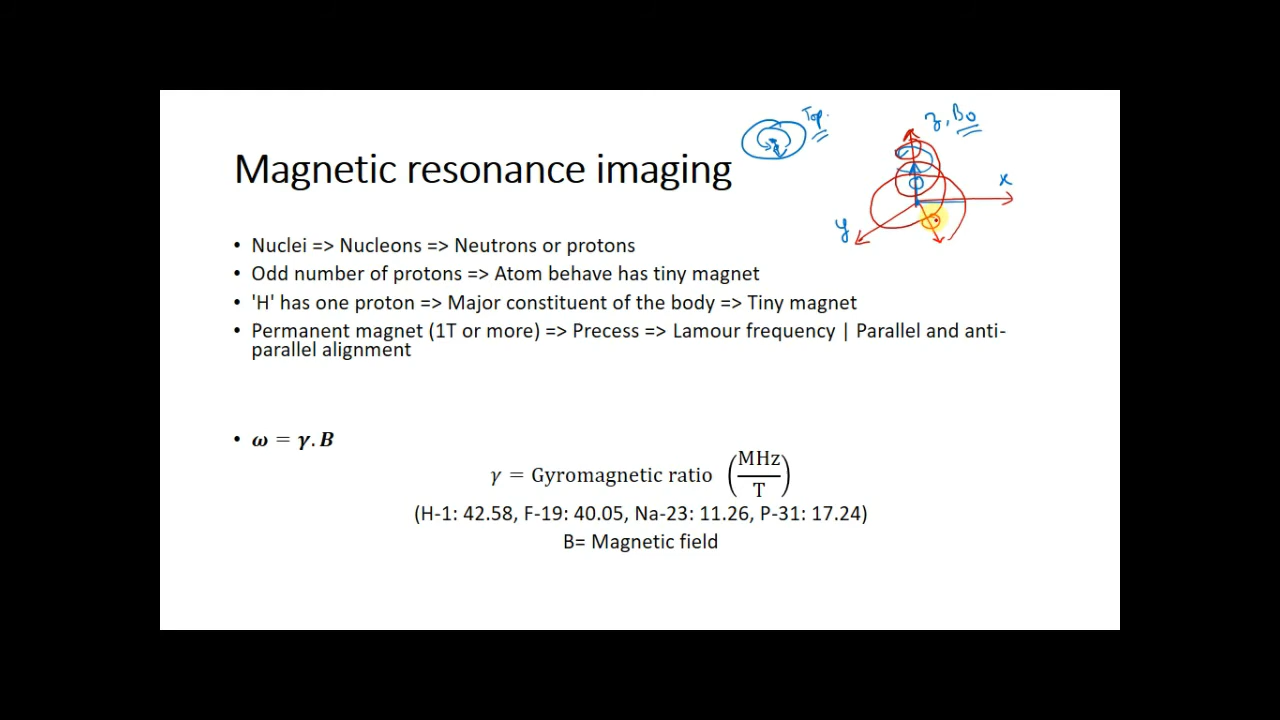 Top.
z, B0
Magnetic resonance imaging
x
y
• Nuclei => Nucleons => Neutrons or protons
• Odd number of protons => Atom behave has tiny magnet
• 'H' has one proton => Major constituent of the body => Tiny magnet
• Permanent magnet (1T or more) => Precess => Lamour frequency | Parallel and anti-
parallel alignment
• ω = γ.B
γ = Gyromagnetic ratio (MHz/T)
(H-1: 42.58, F-19: 40.05, Na-23: 11.26, P-31: 17.24)
B= Magnetic field